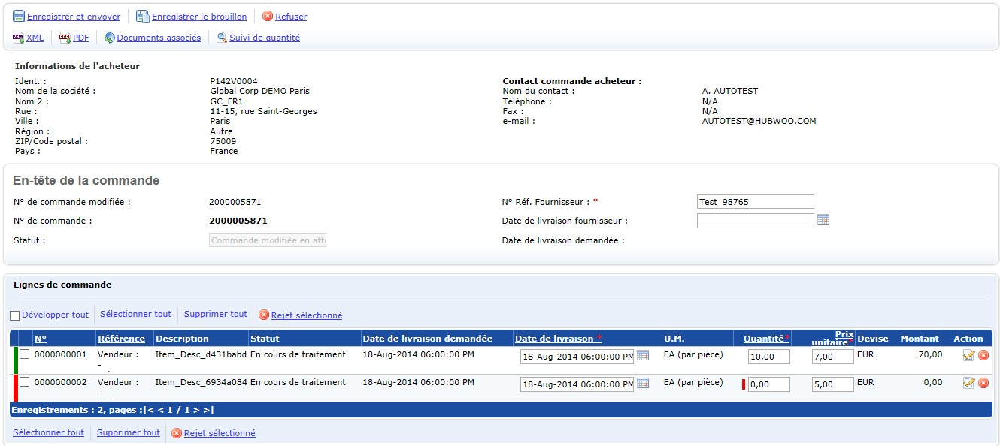 Enregistrer et envoyer Enregistrer le brouillon Refuser
XML PDF Documents associés Suivi de quantité
Informations de l'acheteur
Ident. : P142V0004 Contact commande acheteur :
Nom de la société : Global Corp DEMO Paris Nom du contact : A. AUTOTEST
Nom 2 : GC_FR1 Téléphone : N/A
Rue : 11-15, rue Saint-Georges Fax : N/A
Ville : Paris e-mail : AUTOTEST@HUBWOO.COM
Région : Autre
ZIP/Code postal : 75009
Pays : France
En-tête de la commande
N° de commande modifiée : 2000005871 N° Réf. Fournisseur : * Test_98765
N° de commande : 2000005871 Date de livraison fournisseur :
Statut : Commande modifiée en atte Date de livraison demandée :
Lignes de commande
Développer tout Sélectionner tout Supprimer tout Rejet sélectionné
N° Référence Description Statut Date de livraison demandée Date de livraison * U.M. Quantité * Prix unitaire * Devise Montant Action
0000000001 Vendeur : Item_Desc_d431babd En cours de traitement 18-Aug-2014 06:00:00 PM 18-Aug-2014 06:00:00 PM EA (par pièce) 10,00 7,00 EUR 70,00
-
0000000002 Vendeur : Item_Desc_6934a084 En cours de traitement 18-Aug-2014 06:00:00 PM 18-Aug-2014 06:00:00 PM EA (par pièce) 0,00 5,00 EUR 0,00
-
Enregistrements : 2, pages :|< < 1 / 1 > >|
Sélectionner tout Supprimer tout Rejet sélectionné